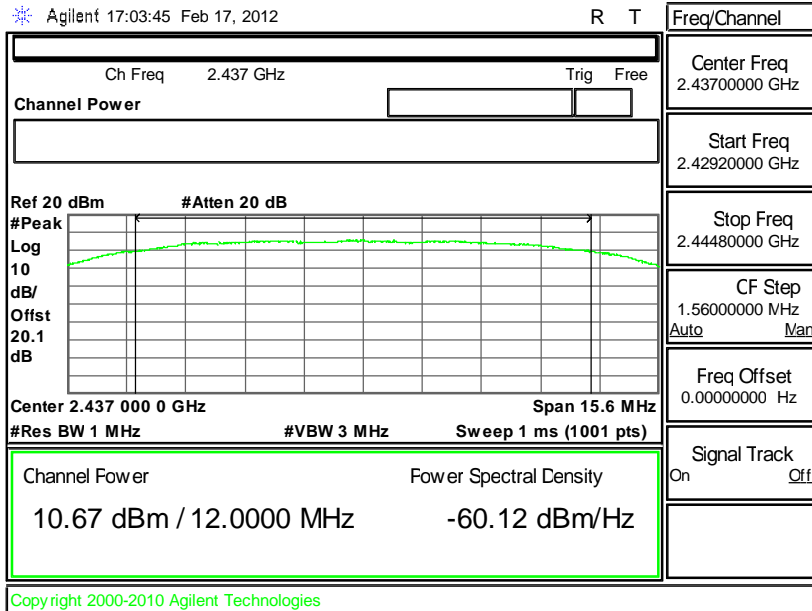 Agilent 17:03:45 Feb 17, 2012 R T
Freq/Channel
Ch Freq 2.437 GHz Trig Free
Channel Power
Center Freq
2.43700000 GHz
Start Freq
2.42920000 GHz
Stop Freq
2.44480000 GHz
CF Step
1.56000000 MHz
Auto Man
Freq Offset
0.00000000 Hz
Signal Track
On Off
Ref 20 dBm #Atten 20 dB
#Peak
Log
10
dB/
Offst
20.1
dB
Center 2.437 000 0 GHz Span 15.6 MHz
#Res BW 1 MHz #VBW 3 MHz Sweep 1 ms (1001 pts)
Channel Power Power Spectral Density
10.67 dBm / 12.0000 MHz -60.12 dBm/Hz
Copyright 2000-2010 Agilent Technologies